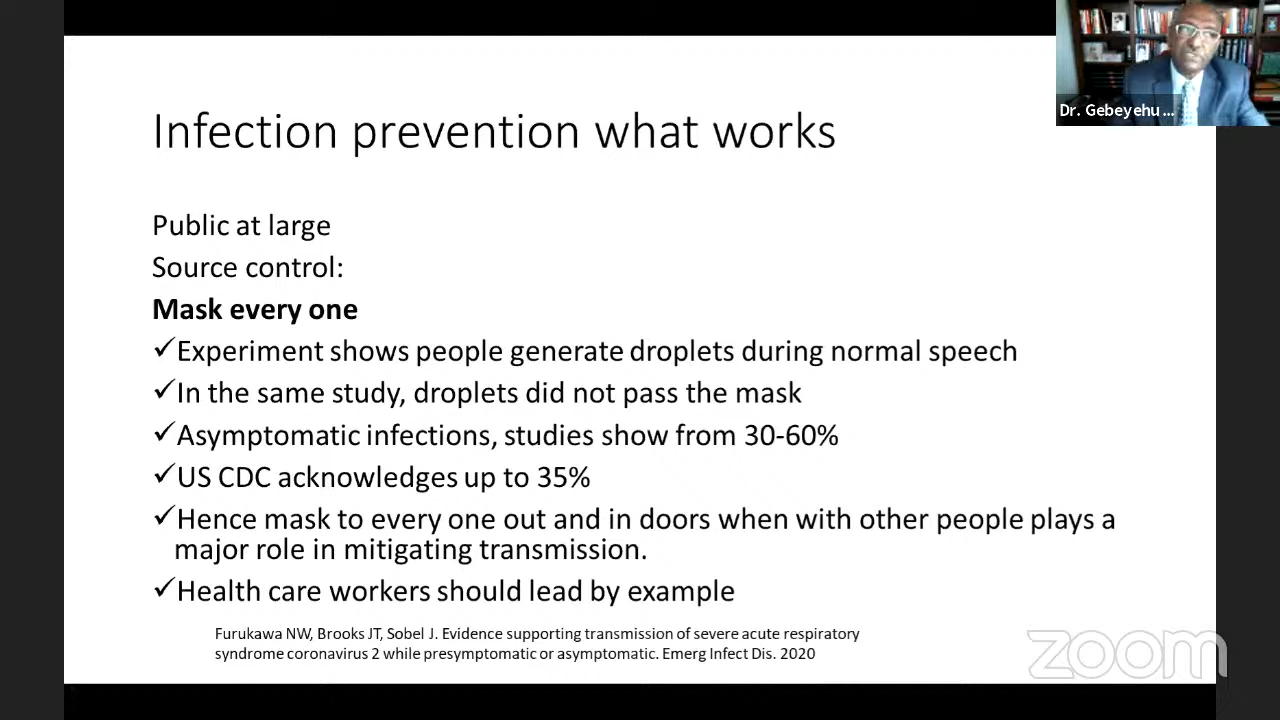 Dr. Gebeyehu ...
Infection prevention what works
Public at large
Source control:
Mask every one
✓Experiment shows people generate droplets during normal speech
✓In the same study, droplets did not pass the mask
✓Asymptomatic infections, studies show from 30-60%
✓US CDC acknowledges up to 35%
✓Hence mask to every one out and in doors when with other people plays a
major role in mitigating transmission.
✓Health care workers should lead by example
Furukawa NW, Brooks JT, Sobel J. Evidence supporting transmission of severe acute respiratory
syndrome coronavirus 2 while presymptomatic or asymptomatic. Emerg Infect Dis. 2020
zoom